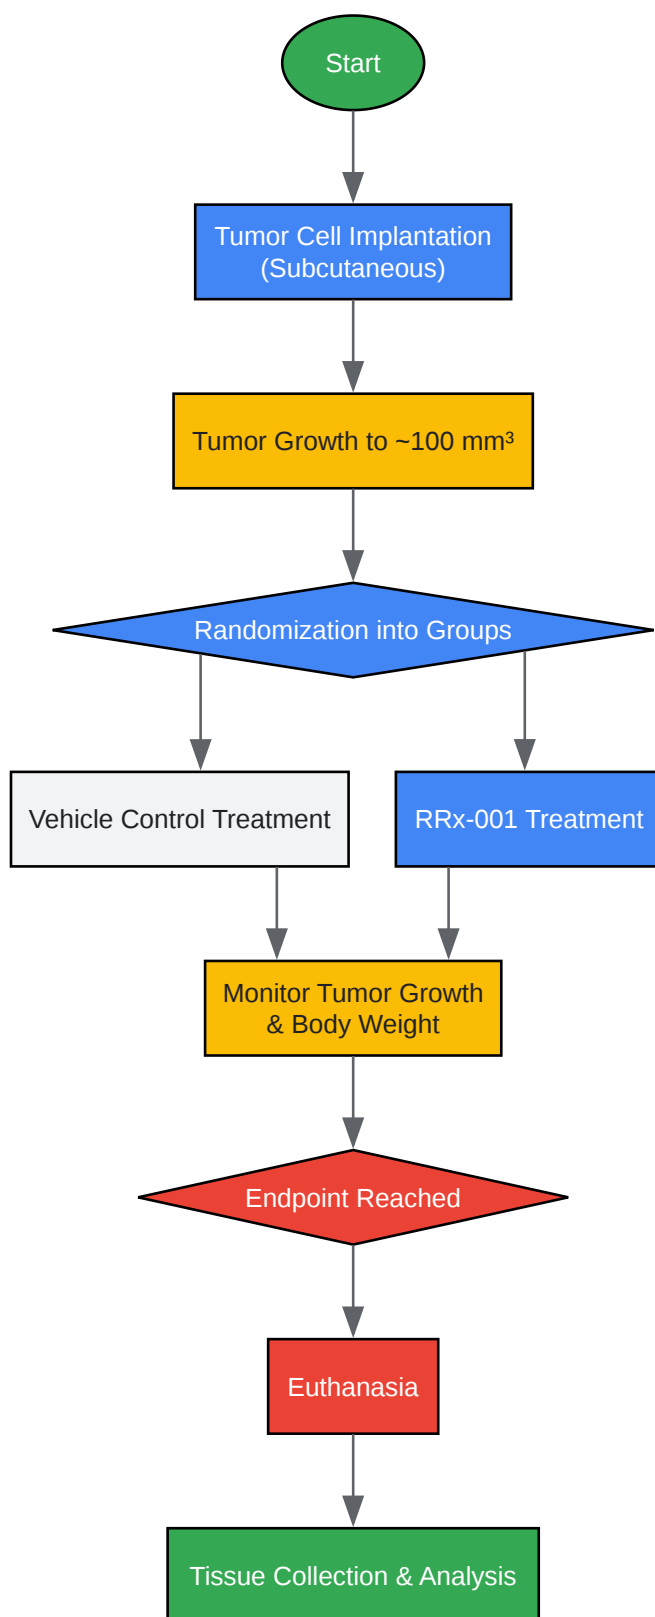 Start
Tumor Cell Implantation
(Subcutaneous)
Tumor Growth to ~100 mm³
Randomization into Groups
Vehicle Control Treatment
RRx-001 Treatment
Monitor Tumor Growth
& Body Weight
Endpoint Reached
Euthanasia
Tissue Collection & Analysis